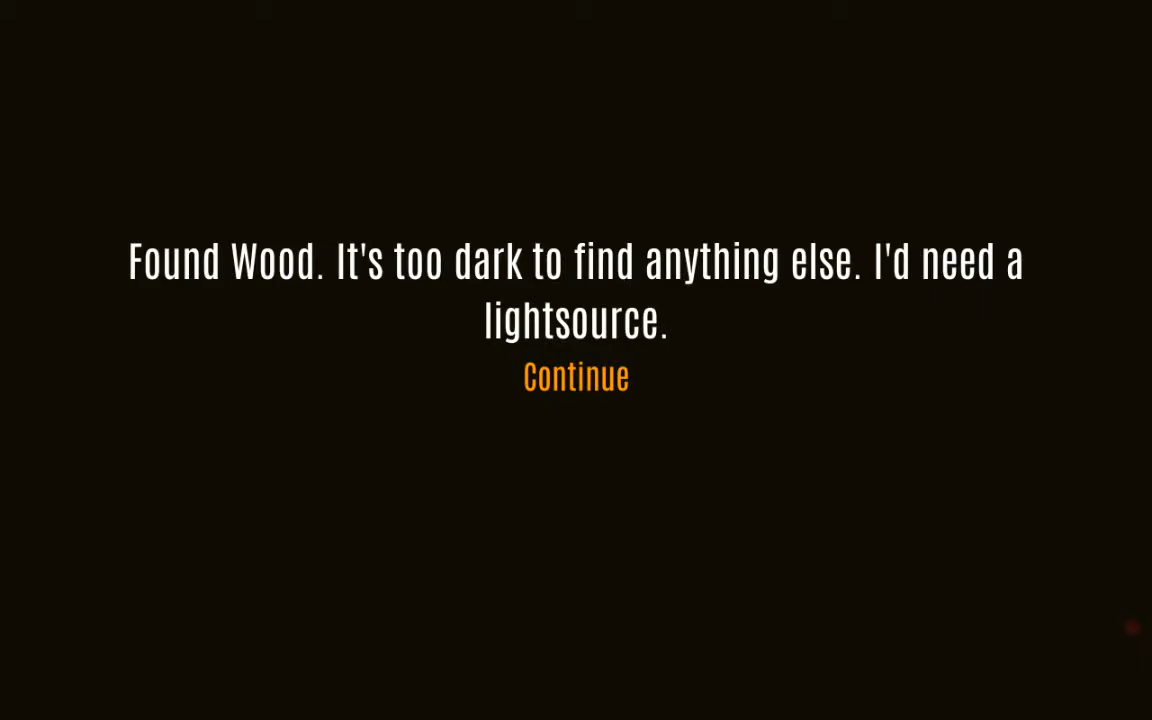 Found Wood. It's too dark to find anything else. I'd need a
lightsource.
Continue